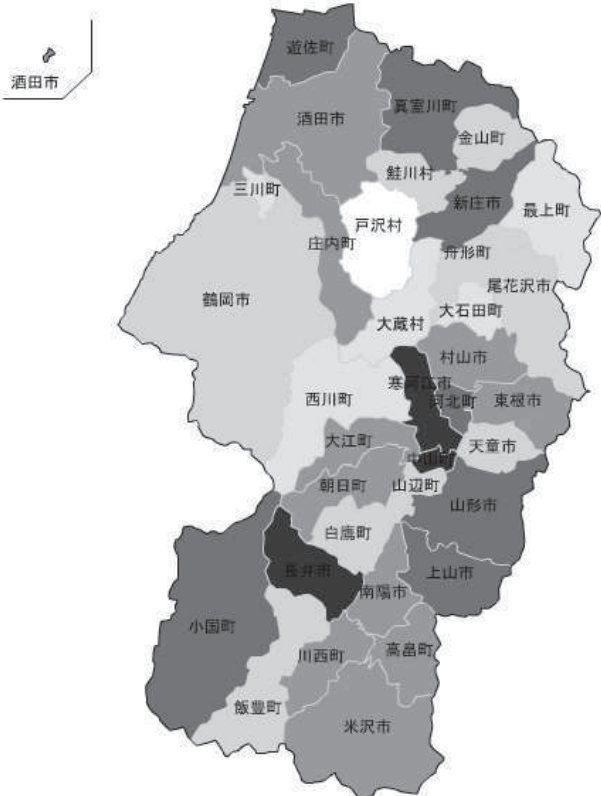 遊佐町
酒田市
酒田市
真室川町
金山町
鮭川村
三川町
新庄市
最上町
戸沢村
庄内町
舟形町
尾花沢市
鶴岡市
大石田町
大蔵村
村山市
寒河江市
西川町
河北町
東根市
大江町
天童市
中山町
朝日町
山辺町
山形市
白鷹町
長井市
上山市
南陽市
小国町
川西町
高畠町
飯豊町
米沢市